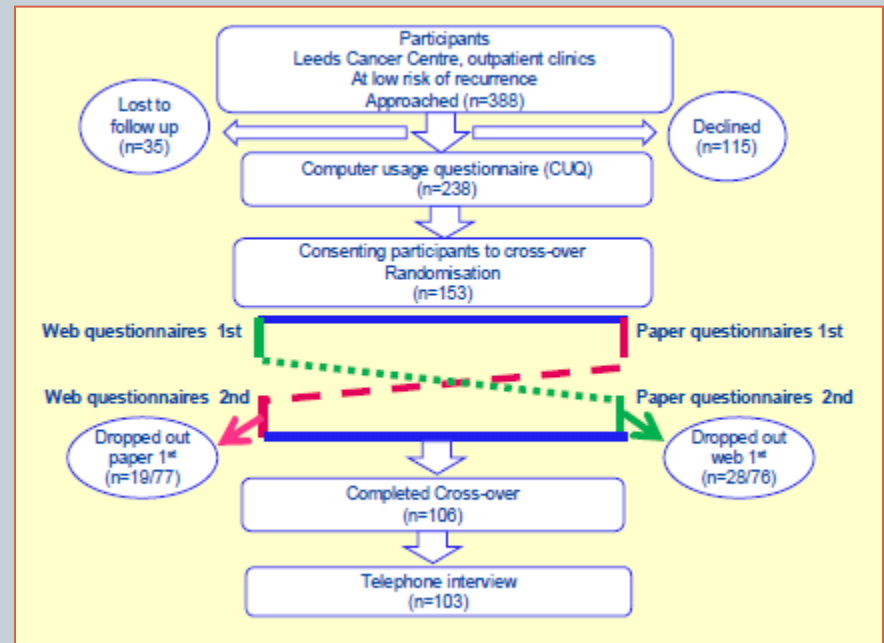 Participants
Leeds Cancer Centre, outpatient clinics
At low risk of recurrence
Approached (n=388)
Lost to
follow up
(n=35)
Declined
(n=115)
Computer usage questionnaire (CUQ)
(n=238)
Consenting participants to cross-over
Randomisation
(n=153)
Web questionnaires 1st
Paper questionnaires 1st
Web questionnaires 2nd
Paper questionnaires 2nd
Dropped out
paper 1st
(n=19/77)
Dropped out
web 1st
(n=28/76)
Completed Cross-over
(n=106)
Telephone interview
(n=103)